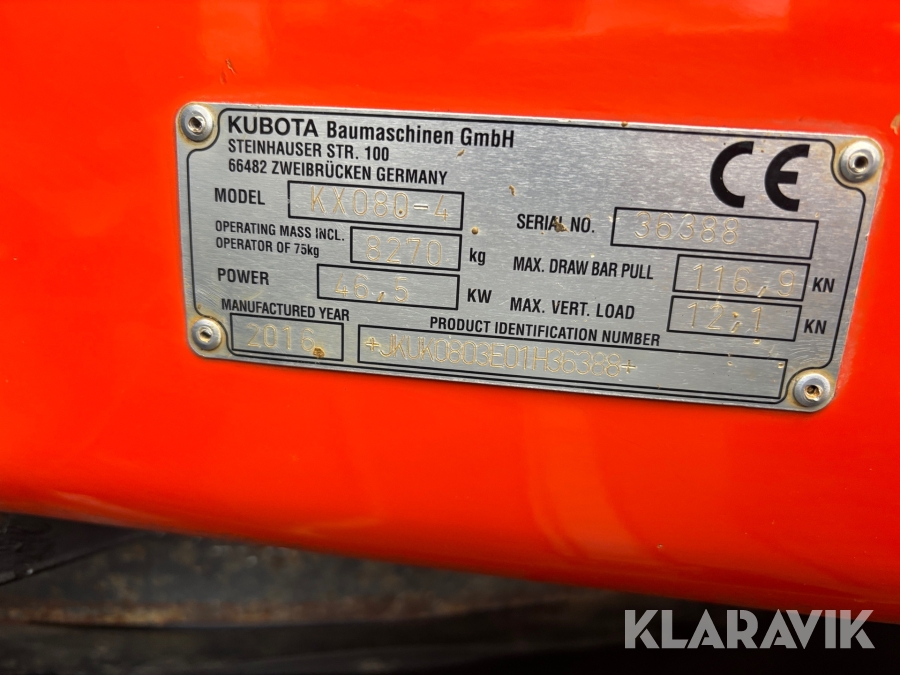 KUBOTA Baumaschinen GmbH
STEINHAUSER STR. 100
66482 ZWEIBRÜCKEN GERMANY
CE
MODEL KX080-4
SERIAL NO. 36388
OPERATING MASS INCL.
OPERATOR OF 75kg 8270 kg
MAX. DRAW BAR PULL 116,9 KN
POWER 46,5 KW
MAX. VERT. LOAD 12,1 KN
MANUFACTURED YEAR
2016
PRODUCT IDENTIFICATION NUMBER
*JKUK0803E01H36388*
KLARAVIK